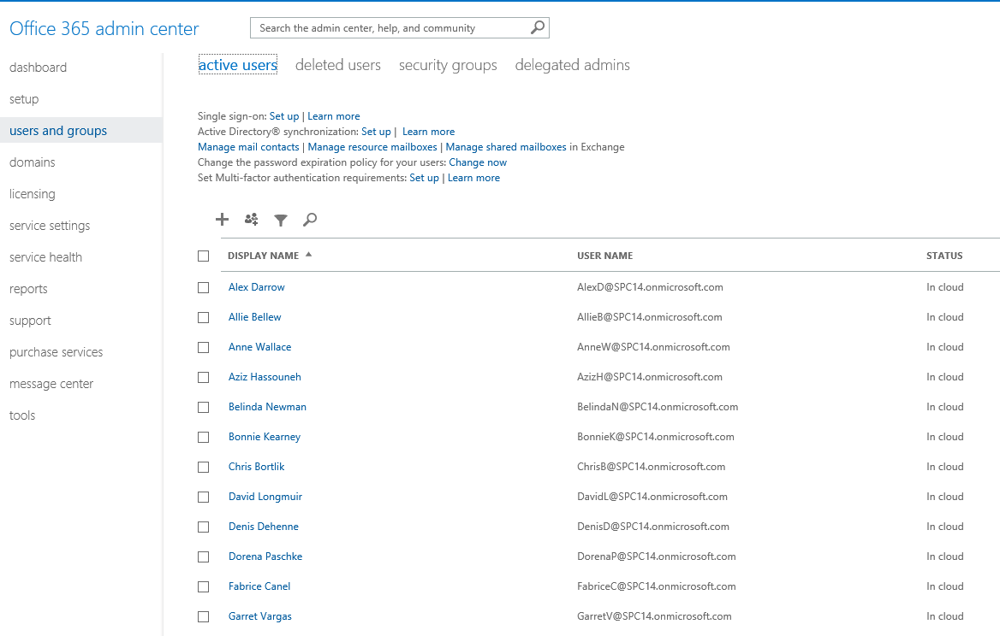 Office 365 admin center
Search the admin center, help, and community
dashboard
setup
users and groups
domains
licensing
service settings
service health
reports
support
purchase services
message center
tools
active users deleted users security groups delegated admins
Single sign-on: Set up | Learn more
Active Directory® synchronization: Set up | Learn more
Manage mail contacts | Manage resource mailboxes | Manage shared mailboxes in Exchange
Change the password expiration policy for your users: Change now
Set Multi-factor authentication requirements: Set up | Learn more
DISPLAY NAME USER NAME STATUS
Alex Darrow AlexD@SPC14.onmicrosoft.com In cloud
Allie Bellew AllieB@SPC14.onmicrosoft.com In cloud
Anne Wallace AnneW@SPC14.onmicrosoft.com In cloud
Aziz Hassouneh AzizH@SPC14.onmicrosoft.com In cloud
Belinda Newman BelindaN@SPC14.onmicrosoft.com In cloud
Bonnie Kearney BonnieK@SPC14.onmicrosoft.com In cloud
Chris Bortlik ChrisB@SPC14.onmicrosoft.com In cloud
David Longmuir DavidL@SPC14.onmicrosoft.com In cloud
Denis Dehenne DenisD@SPC14.onmicrosoft.com In cloud
Dorena Paschke DorenaP@SPC14.onmicrosoft.com In cloud
Fabrice Canel FabriceC@SPC14.onmicrosoft.com In cloud
Garret Vargas GarretV@SPC14.onmicrosoft.com In cloud